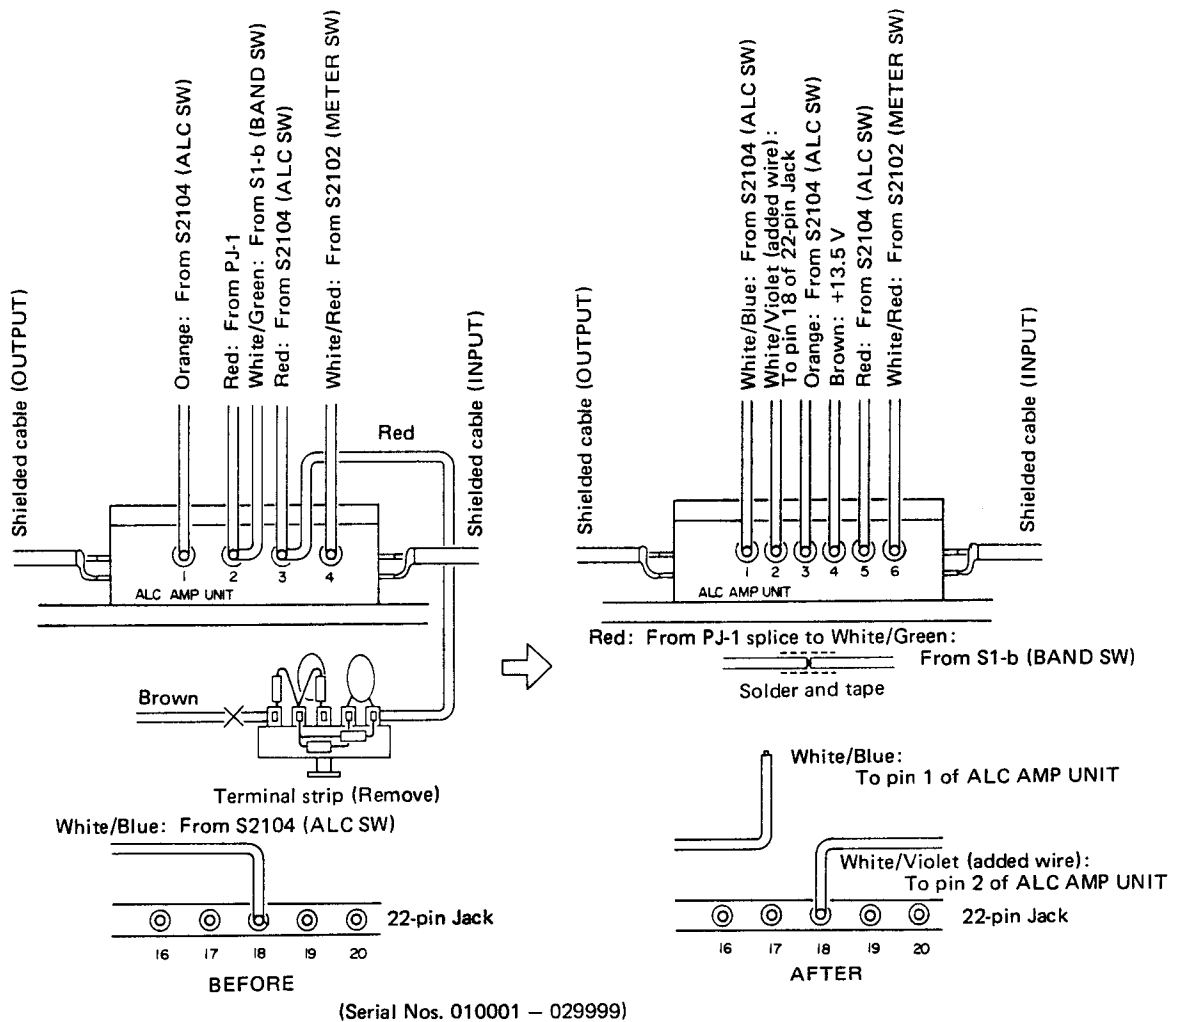 Shielded cable (OUTPUT)
Orange: From S2104 (ALC SW)
Red: From PJ-1
White/Green: From S1-b (BAND SW)
Red: From S2104 (ALC SW)
White/Red: From S2102 (METER SW)
Shielded cable (INPUT)
Red
1
2
3
4
ALC AMP UNIT
Brown
Terminal strip (Remove)
White/Blue: From S2104 (ALC SW)
22-pin Jack
16
17
18
19
20
BEFORE
Shielded cable (OUTPUT)
White/Blue: From S2104 (ALC SW)
White/Violet (added wire):
To pin 18 of 22-pin Jack
Orange: From S2104 (ALC SW)
Brown: +13.5 V
Red: From S2104 (ALC SW)
White/Red: From S2102 (METER SW)
Shielded cable (INPUT)
1
2
3
4
5
6
ALC AMP UNIT
Red: From PJ-1 splice to White/Green:
From S1-b (BAND SW)
Solder and tape
White/Blue:
To pin 1 of ALC AMP UNIT
White/Violet (added wire):
To pin 2 of ALC AMP UNIT
22-pin Jack
16
17
18
19
20
AFTER
(Serial Nos. 010001 – 029999)